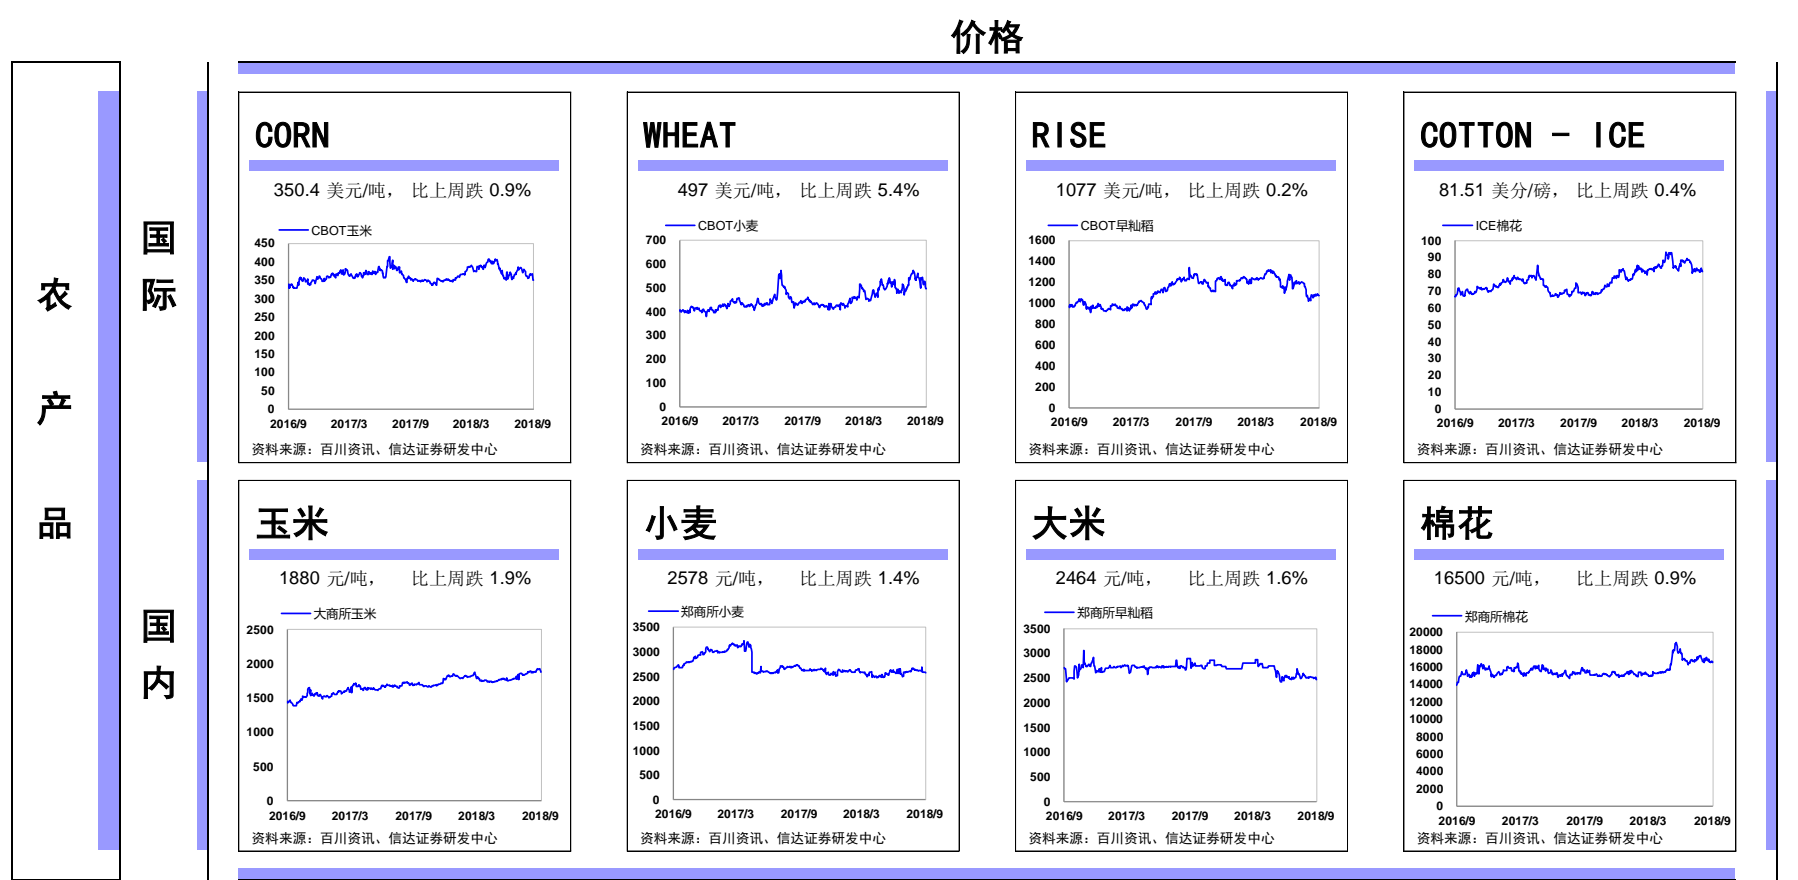 价格
农
产
品
国
际
CORN
350.4 美元/吨， 比上周跌 0.9%
CBOT玉米
450
400
350
300
250
200
150
100
50
0
2016/9 2017/3 2017/9 2018/3 2018/9
资料来源：百川资讯、信达证券研发中心
WHEAT
497 美元/吨， 比上周跌 5.4%
CBOT小麦
700
600
500
400
300
200
100
0
2016/9 2017/3 2017/9 2018/3 2018/9
资料来源：百川资讯、信达证券研发中心
RISE
1077 美元/吨， 比上周跌 0.2%
CBOT早籼稻
1600
1400
1200
1000
800
600
400
200
0
2016/9 2017/3 2017/9 2018/3 2018/9
资料来源：百川资讯、信达证券研发中心
COTTON - ICE
81.51 美分/磅， 比上周跌 0.4%
ICE棉花
100
90
80
70
60
50
40
30
20
10
0
2016/9 2017/3 2017/9 2018/3 2018/9
资料来源：百川资讯、信达证券研发中心
国
内
玉米
1880 元/吨， 比上周跌 1.9%
大商所玉米
2500
2000
1500
1000
500
0
2016/9 2017/3 2017/9 2018/3 2018/9
资料来源：百川资讯、信达证券研发中心
小麦
2578 元/吨， 比上周跌 1.4%
郑商所小麦
3500
3000
2500
2000
1500
1000
500
0
2016/9 2017/3 2017/9 2018/3 2018/9
资料来源：百川资讯、信达证券研发中心
大米
2464 元/吨， 比上周跌 1.6%
郑商所早籼稻
3500
3000
2500
2000
1500
1000
500
0
2016/9 2017/3 2017/9 2018/3 2018/9
资料来源：百川资讯、信达证券研发中心
棉花
16500 元/吨， 比上周跌 0.9%
郑商所棉花
20000
18000
16000
14000
12000
10000
8000
6000
4000
2000
0
2016/9 2017/3 2017/9 2018/3 2018/9
资料来源：百川资讯、信达证券研发中心